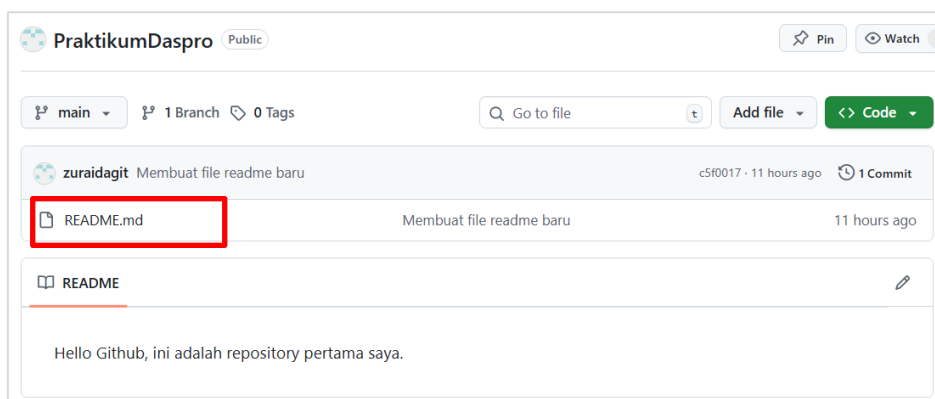 PraktikumDaspro Public Pin Watch
main 1 Branch 0 Tags Go to file t Add file <> Code
zuraidagit Membuat file readme baru c5f0017 · 11 hours ago 1 Commit
README.md Membuat file readme baru 11 hours ago
README
Hello Github, ini adalah repository pertama saya.